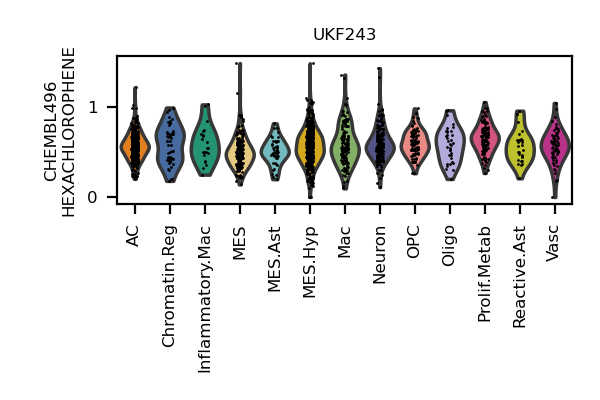 UKF243
CHEMBL496
HEXACHLOROPHENE
1
0
AC
Chromatin.Reg
Inflammatory.Mac
MES
MES.Ast
MES.Hyp
Mac
Neuron
OPC
Oligo
Prolif.Metab
Reactive.Ast
Vasc